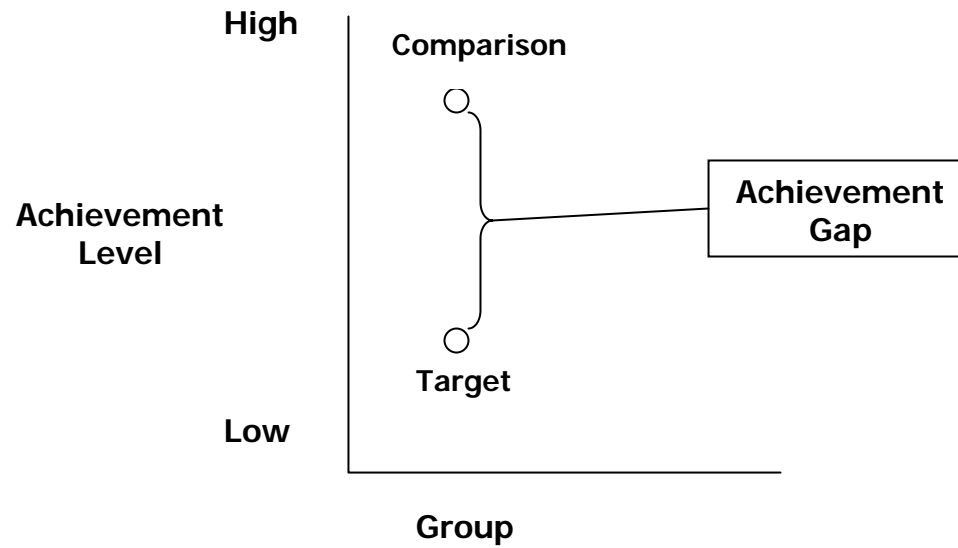 High
Comparison
Achievement
Level
Achievement
Gap
Target
Low
Group